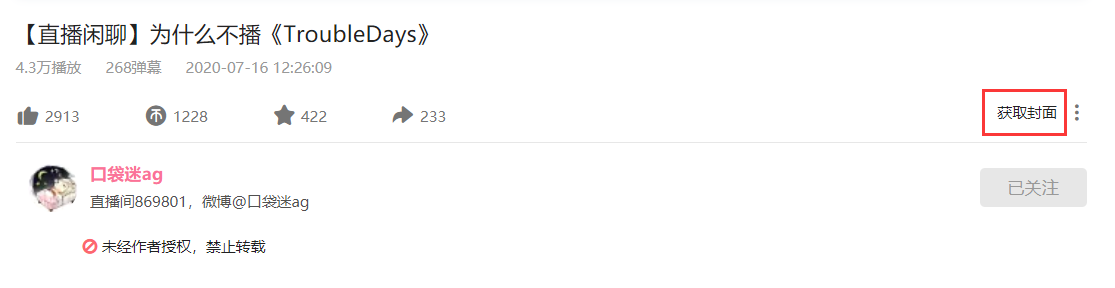 【直播闲聊】为什么不播《TroubleDays》
4.3万播放 268弹幕 2020-07-16 12:26:09
2913 1228 422 233 获取封面
口袋迷ag
已关注
直播间869801，微博@口袋迷ag
未经作者授权，禁止转载